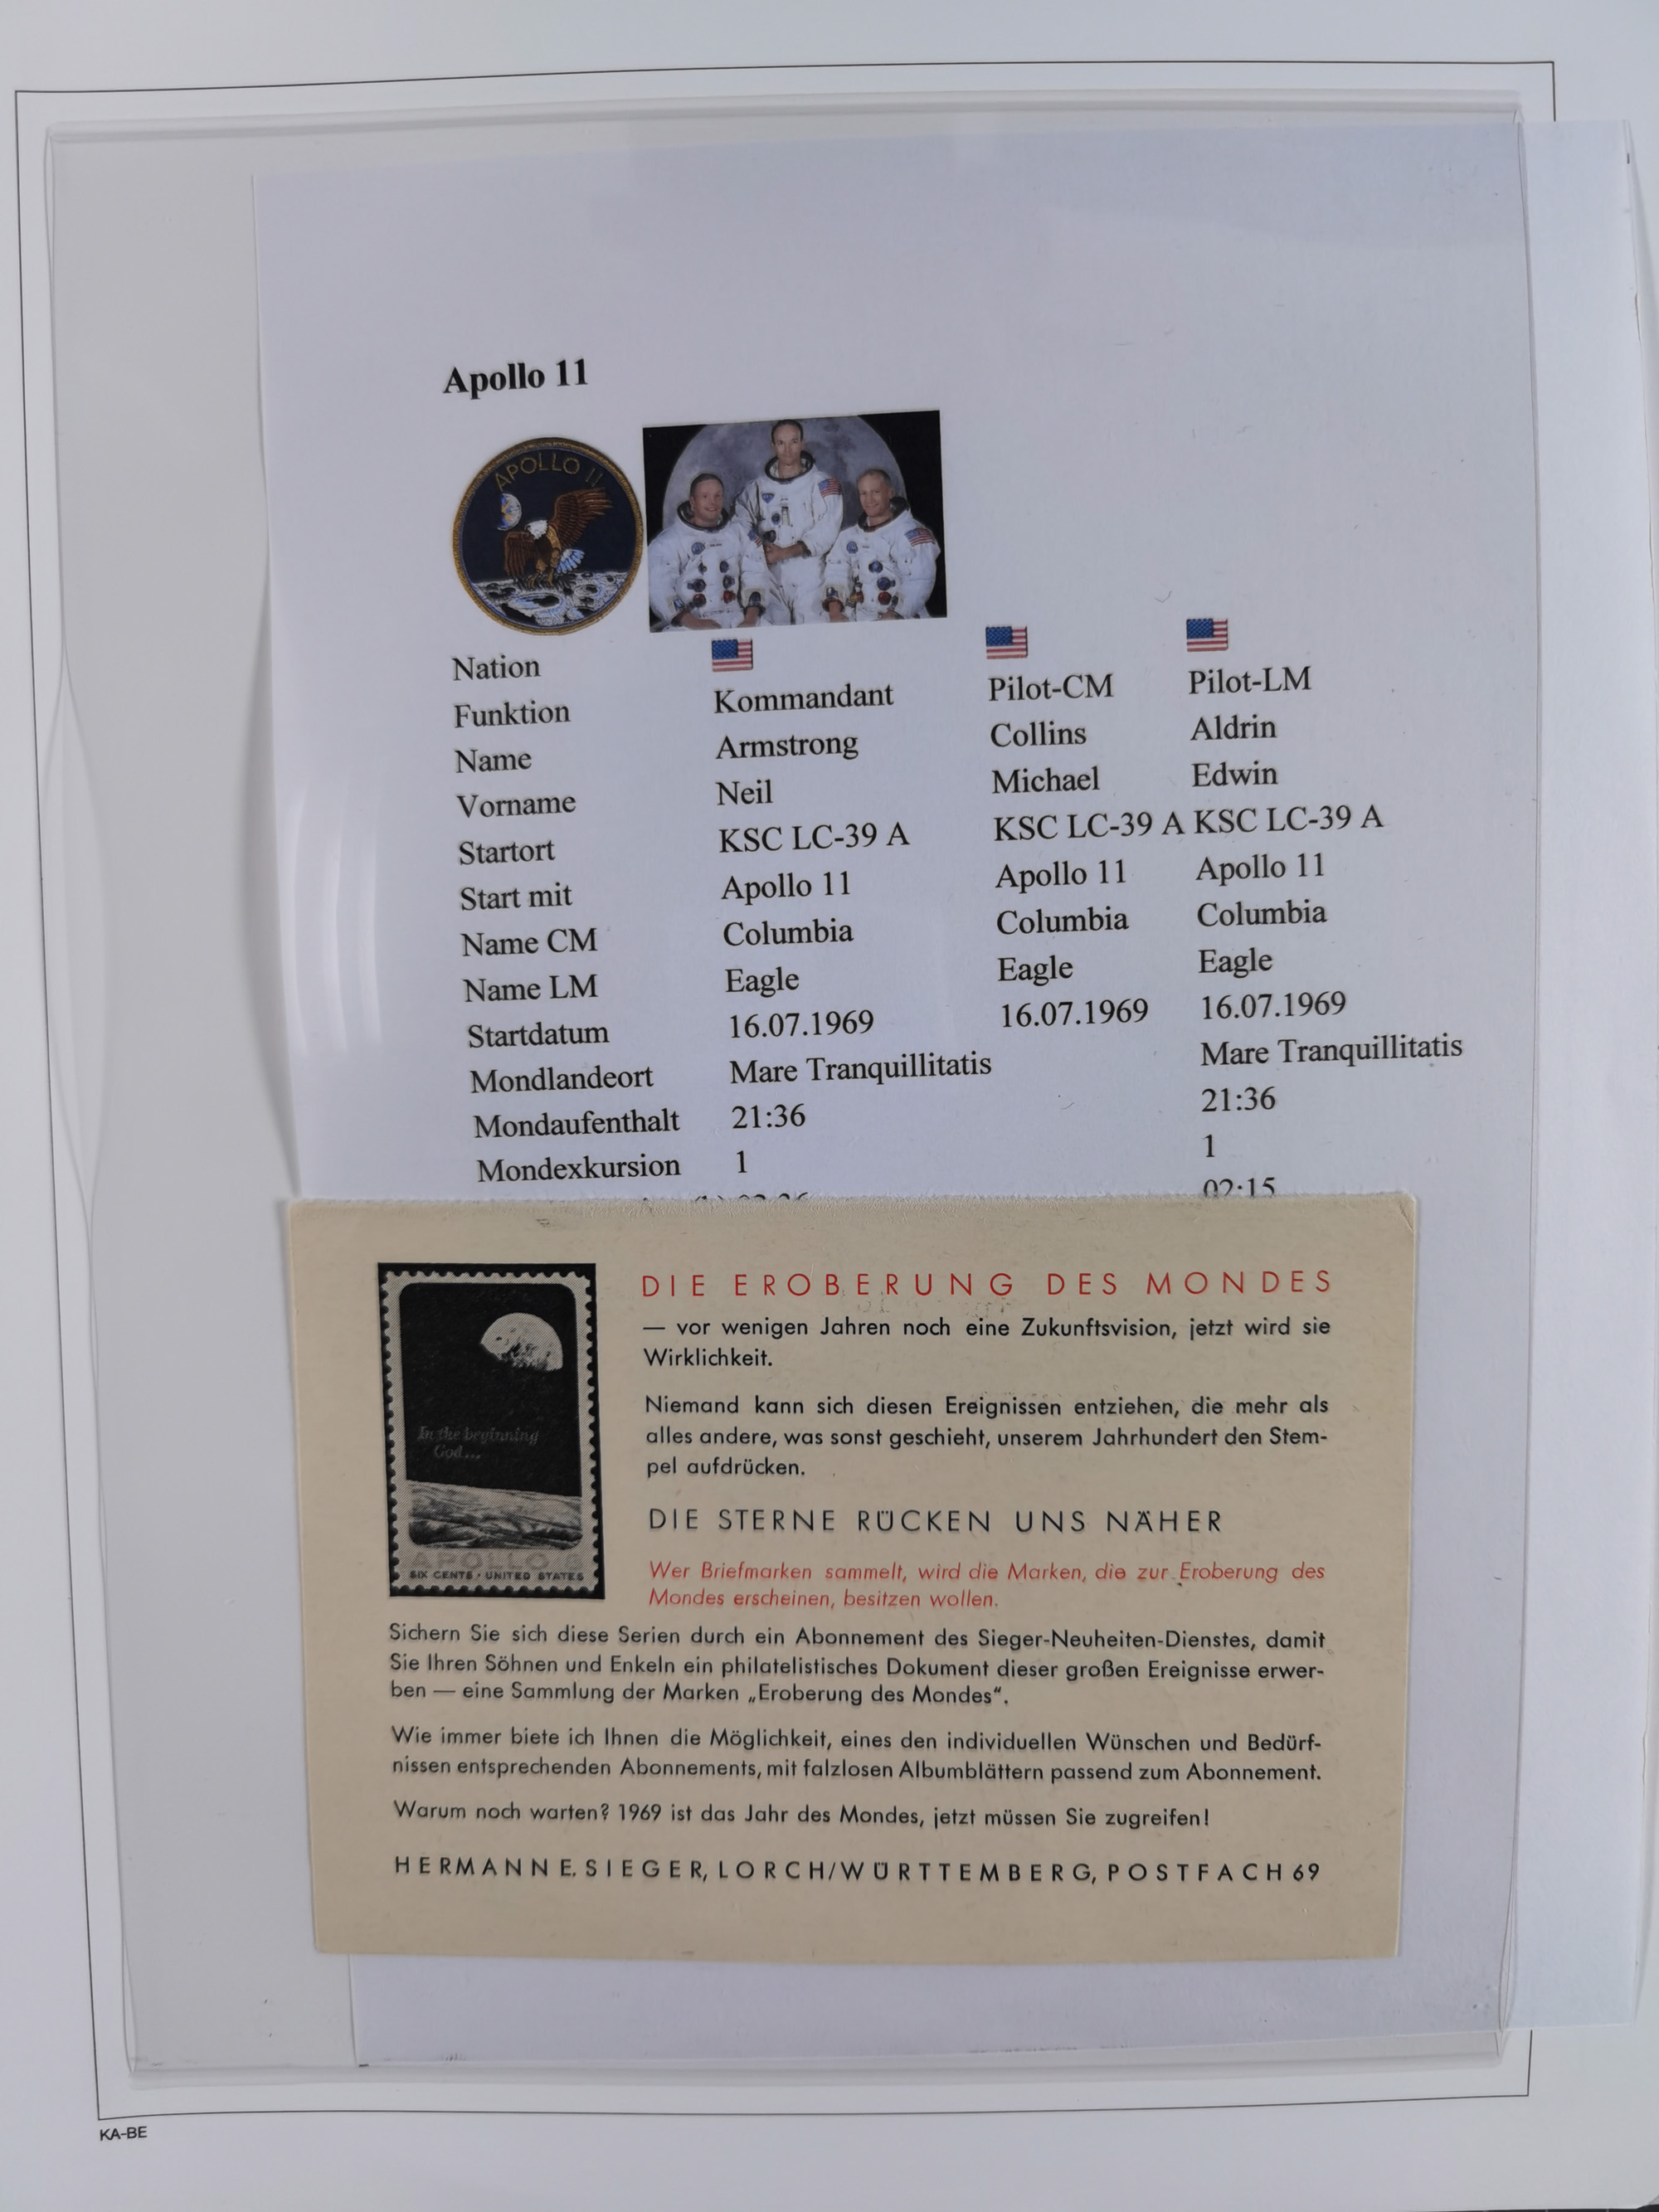 Apollo 11
APOLLO 11
Nation
Funktion Kommandant Pilot-CM Pilot-LM
Name Armstrong Collins Aldrin
Vorname Neil Michael Edwin
Startort KSC LC-39 A KSC LC-39 A KSC LC-39 A
Start mit Apollo 11 Apollo 11 Apollo 11
Name CM Columbia Columbia Columbia
Name LM Eagle Eagle Eagle
Startdatum 16.07.1969 16.07.1969 16.07.1969
Mondlandeort Mare Tranquillitatis Mare Tranquillitatis
Mondaufenthalt 21:36 21:36
Mondexkursion 1 1
02:15
In the beginning
God...
APOLLO 8
SIX CENTS · UNITED STATES
DIE EROBERUNG DES MONDES
— vor wenigen Jahren noch eine Zukunftsvision, jetzt wird sie
Wirklichkeit.
Niemand kann sich diesen Ereignissen entziehen, die mehr als
alles andere, was sonst geschieht, unserem Jahrhundert den Stem-
pel aufdrücken.
DIE STERNE RÜCKEN UNS NÄHER
Wer Briefmarken sammelt, wird die Marken, die zur Eroberung des
Mondes erscheinen, besitzen wollen.
Sichern Sie sich diese Serien durch ein Abonnement des Sieger-Neuheiten-Dienstes, damit
Sie Ihren Söhnen und Enkeln ein philatelistisches Dokument dieser großen Ereignisse erwer-
ben — eine Sammlung der Marken „Eroberung des Mondes“.
Wie immer biete ich Ihnen die Möglichkeit, eines den individuellen Wünschen und Bedürf-
nissen entsprechenden Abonnements, mit falzlosen Albumblättern passend zum Abonnement.
Warum noch warten? 1969 ist das Jahr des Mondes, jetzt müssen Sie zugreifen!
HERMANN E. SIEGER, LORCH/WÜRTTEMBERG, POSTFACH 69
KA-BE